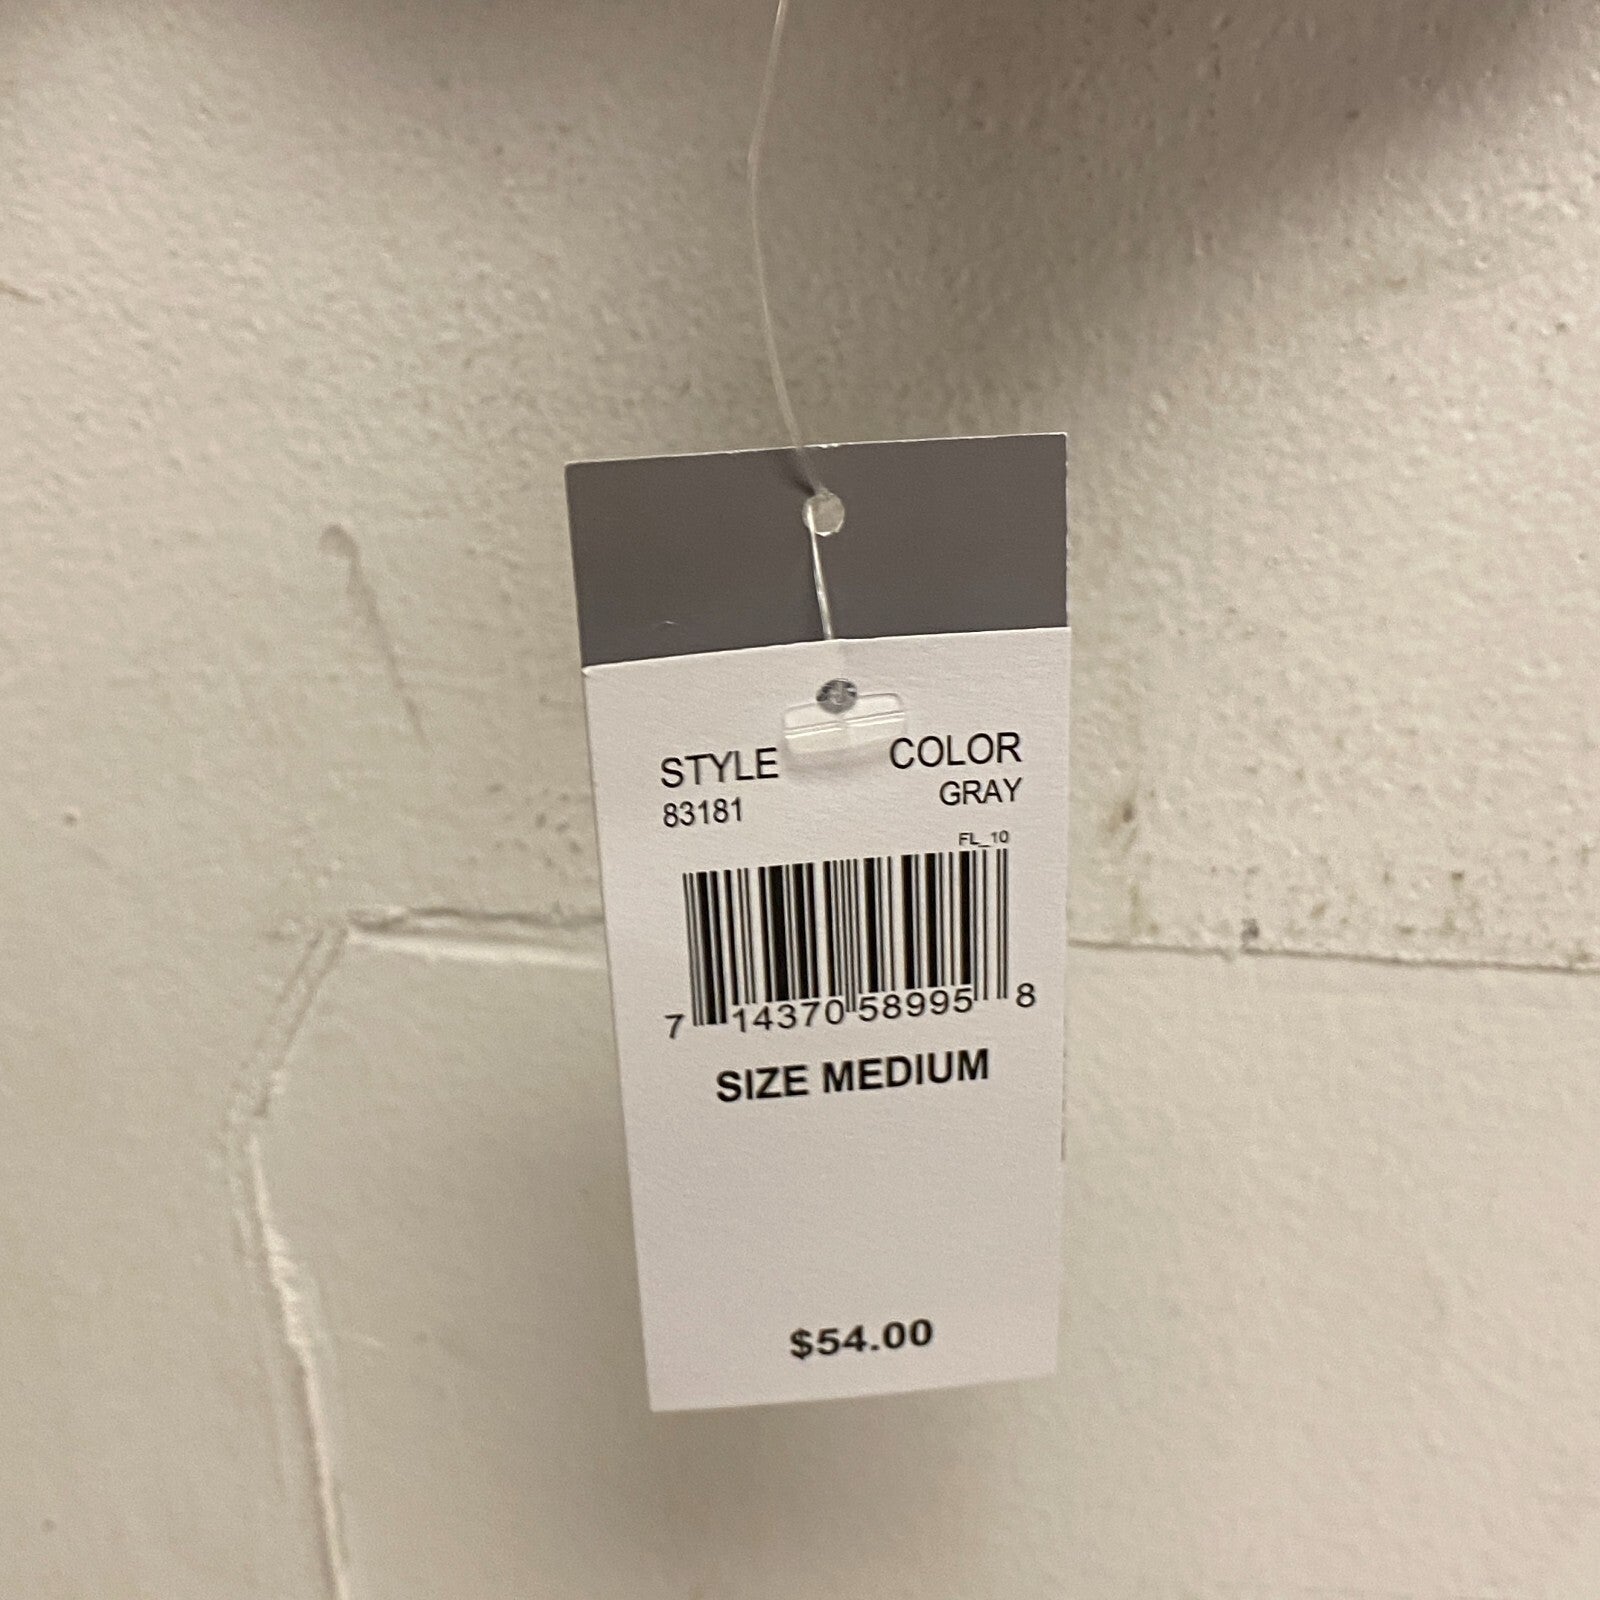 STYLE COLOR
83181 GRAY
FL_10
7 14370 58995 8
SIZE MEDIUM
$54.00